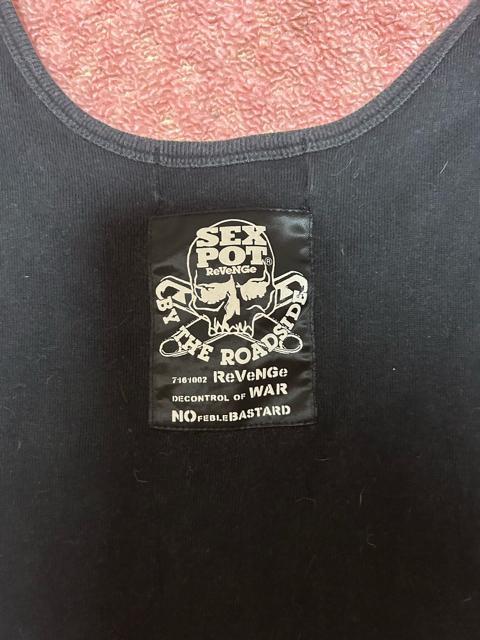 SEX
POT®
ReVeNGe
BY THE ROADSIDE
7161002 ReVeNGe
DECONTROL OF WAR
NO FEBLE BASTARD